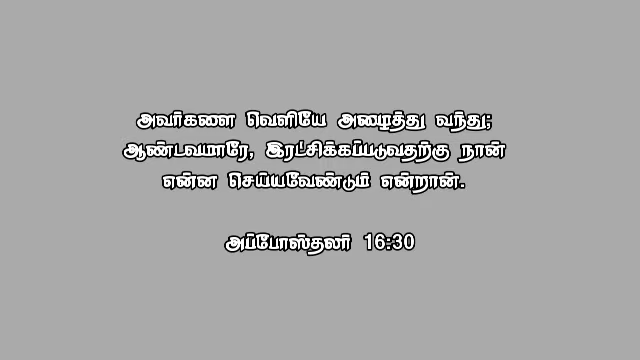 அவர்களை வெளியே அழைத்து வந்து;
ஆண்டவமாரே, இரட்சிக்கப்படுவதற்கு நான்
என்ன செய்யவேண்டும் என்றான்.
அப்போஸ்தலர் 16:30